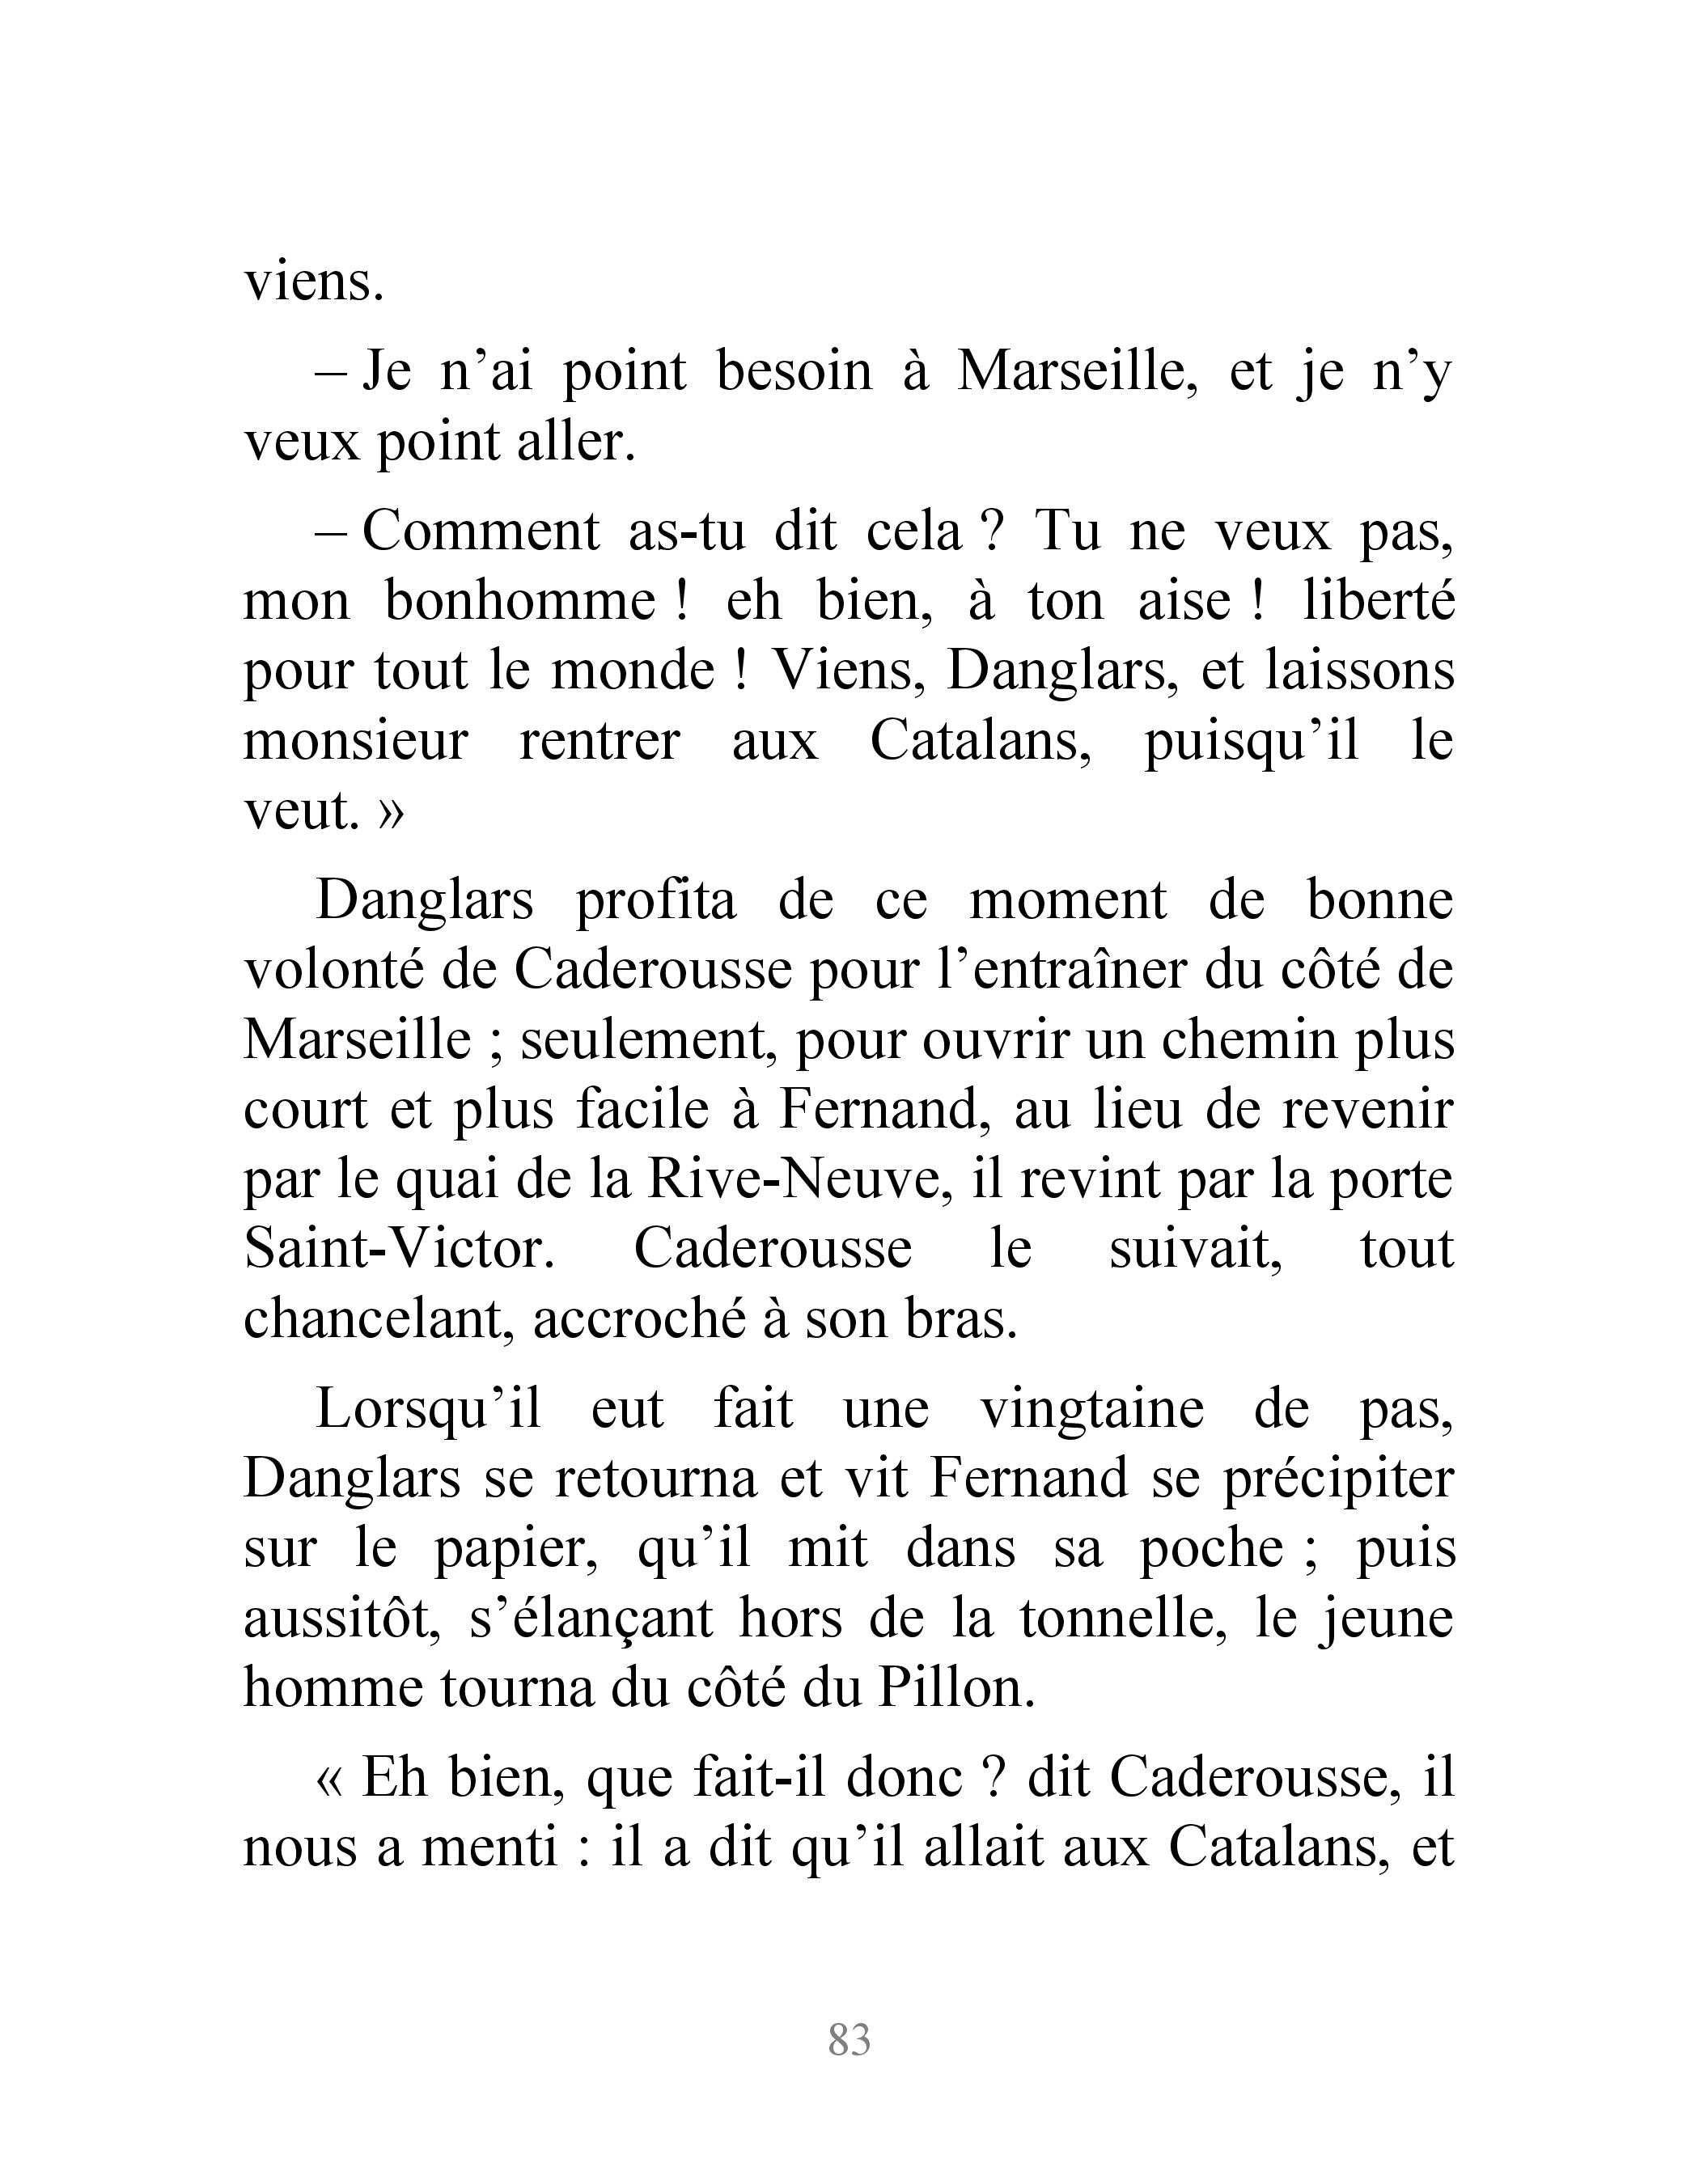 viens.
– Je n’ai point besoin à Marseille, et je n’y
veux point aller.
– Comment as-tu dit cela ? Tu ne veux pas,
mon bonhomme ! eh bien, à ton aise ! liberté
pour tout le monde ! Viens, Danglars, et laissons
monsieur rentrer aux Catalans, puisqu’il le
veut. »
Danglars profita de ce moment de bonne
volonté de Caderousse pour l’entraîner du côté de
Marseille ; seulement, pour ouvrir un chemin plus
court et plus facile à Fernand, au lieu de revenir
par le quai de la Rive-Neuve, il revint par la porte
Saint-Victor. Caderousse le suivait, tout
chancelant, accroché à son bras.
Lorsqu’il eut fait une vingtaine de pas,
Danglars se retourna et vit Fernand se précipiter
sur le papier, qu’il mit dans sa poche ; puis
aussitôt, s’élançant hors de la tonnelle, le jeune
homme tourna du côté du Pillon.
« Eh bien, que fait-il donc ? dit Caderousse, il
nous a menti : il a dit qu’il allait aux Catalans, et
83